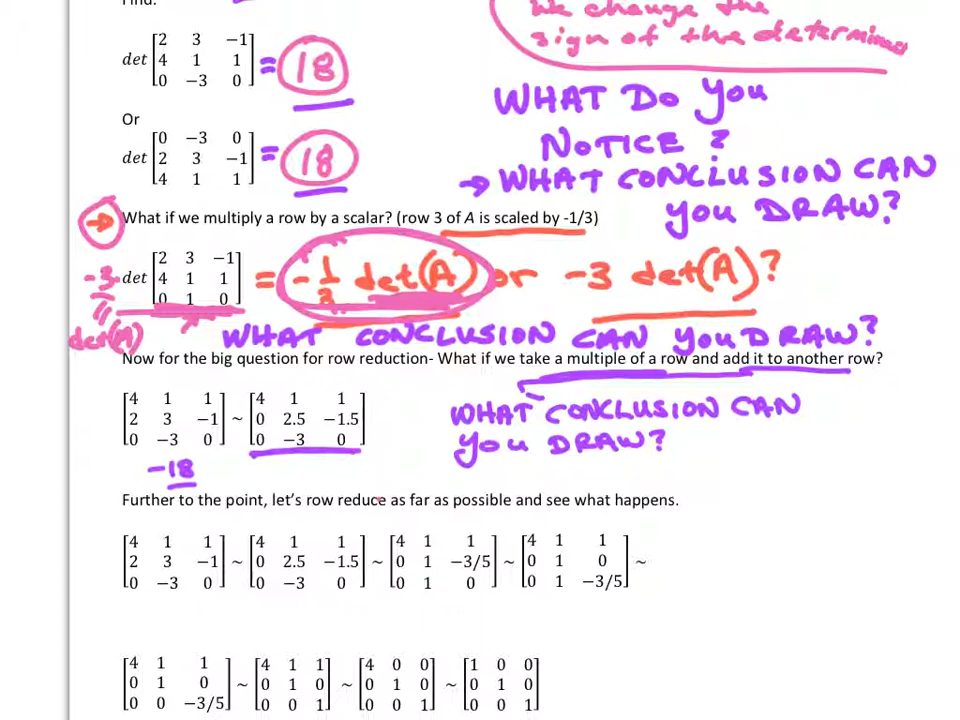 Find:
We change the
sign of the determinant
det [2 3 −1
4 1 1
0 −3 0] = 18
WHAT DO YOU
NOTICE?
→ WHAT CONCLUSION CAN
YOU DRAW?
Or
det [0 −3 0
2 3 −1
4 1 1] = 18
→ What if we multiply a row by a scalar? (row 3 of A is scaled by -1/3)
-3 · det [2 3 −1
4 1 1
0 1 0] = -1/3 det(A) or -3 det(A)?
= det(A)
WHAT CONCLUSION CAN YOU DRAW?
Now for the big question for row reduction- What if we take a multiple of a row and add it to another row?
[4 1 1
2 3 −1
0 −3 0] ~ [4 1 1
0 2.5 −1.5
0 −3 0]
-18
WHAT CONCLUSION CAN
YOU DRAW?
Further to the point, let's row reduce as far as possible and see what happens.
[4 1 1
2 3 −1
0 −3 0] ~ [4 1 1
0 2.5 −1.5
0 −3 0] ~ [4 1 1
0 1 −3/5
0 1 0] ~ [4 1 1
0 1 0
0 1 −3/5] ~
[4 1 1
0 1 0
0 0 −3/5] ~ [4 1 1
0 1 0
0 0 1] ~ [4 0 0
0 1 0
0 0 1] ~ [1 0 0
0 1 0
0 0 1]